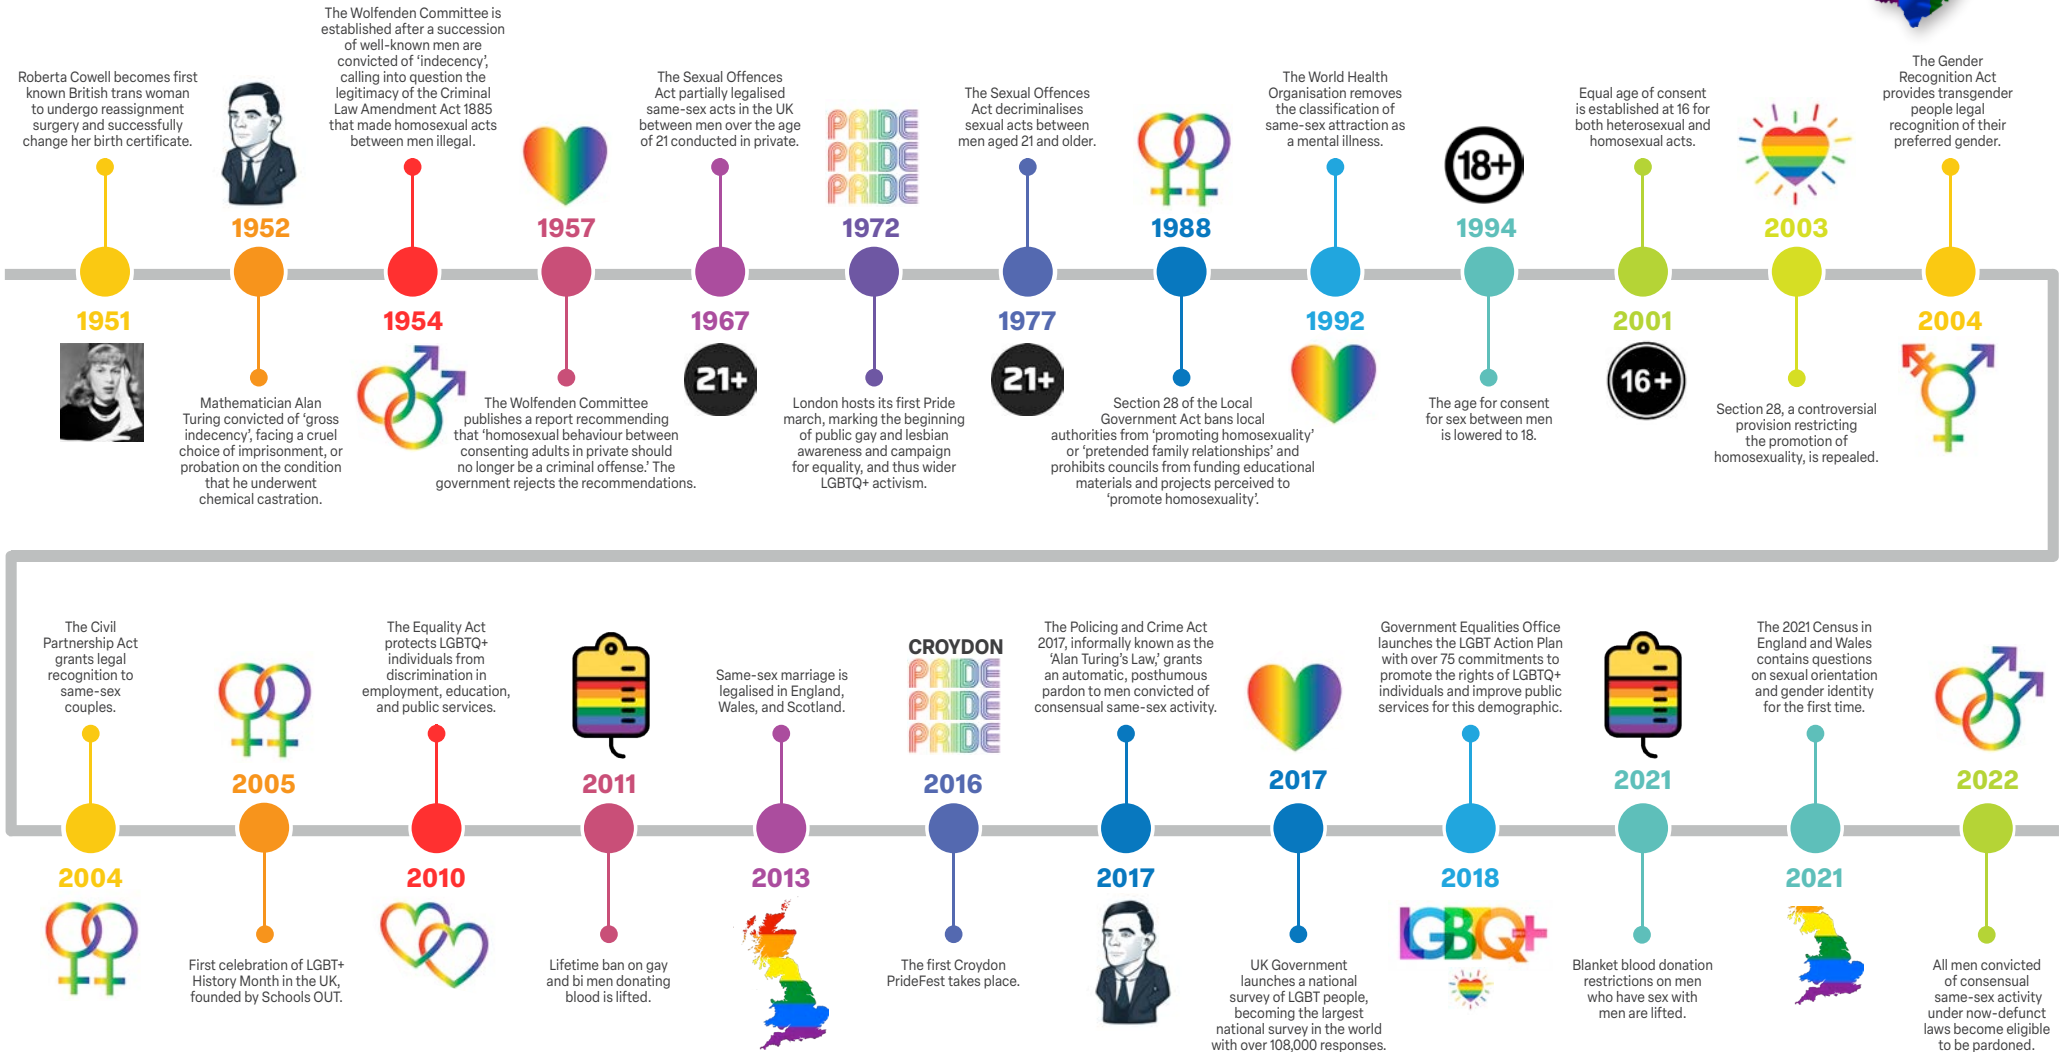 Roberta Cowell becomes first
known British trans woman
to undergo reassignment
surgery and successfully
change her birth certificate.
1951
1952
Mathematician Alan
Turing convicted of ‘gross
indecency’, facing a cruel
choice of imprisonment, or
probation on the condition
that he underwent
chemical castration.
The Wolfenden Committee is
established after a succession
of well-known men are
convicted of ‘indecency’,
calling into question the
legitimacy of the Criminal
Law Amendment Act 1885
that made homosexual acts
between men illegal.
1954
1957
The Wolfenden Committee
publishes a report recommending
that ‘homosexual behaviour between
consenting adults in private should
no longer be a criminal offense.’ The
government rejects the recommendations.
The Sexual Offences
Act partially legalised
same-sex acts in the UK
between men over the age
of 21 conducted in private.
1967
21+
PRIDE
PRIDE
PRIDE
1972
London hosts its first Pride
march, marking the beginning
of public gay and lesbian
awareness and campaign
for equality, and thus wider
LGBTQ+ activism.
The Sexual Offences
Act decriminalises
sexual acts between
men aged 21 and older.
1977
21+
1988
Section 28 of the Local
Government Act bans local
authorities from ‘promoting homosexuality’
or ‘pretended family relationships’ and
prohibits councils from funding educational
materials and projects perceived to
‘promote homosexuality’.
The World Health
Organisation removes
the classification of
same-sex attraction as
a mental illness.
1992
18+
1994
The age for consent
for sex between men
is lowered to 18.
Equal age of consent
is established at 16 for
both heterosexual and
homosexual acts.
2001
16+
2003
Section 28, a controversial
provision restricting
the promotion of
homosexuality, is repealed.
The Gender
Recognition Act
provides transgender
people legal
recognition of their
preferred gender.
2004
The Civil
Partnership Act
grants legal
recognition to
same-sex
couples.
2004
2005
First celebration of LGBT+
History Month in the UK,
founded by Schools OUT.
The Equality Act
protects LGBTQ+
individuals from
discrimination in
employment, education,
and public services.
2010
2011
Lifetime ban on gay
and bi men donating
blood is lifted.
Same-sex marriage is
legalised in England,
Wales, and Scotland.
2013
CROYDON
PRIDE
PRIDE
PRIDE
2016
The first Croydon
PrideFest takes place.
The Policing and Crime Act
2017, informally known as the
‘Alan Turing’s Law,’ grants
an automatic, posthumous
pardon to men convicted of
consensual same-sex activity.
2017
2017
UK Government
launches a national
survey of LGBT people,
becoming the largest
national survey in the world
with over 108,000 responses.
Government Equalities Office
launches the LGBT Action Plan
with over 75 commitments to
promote the rights of LGBTQ+
individuals and improve public
services for this demographic.
2018
LGBTQ+
2021
Blanket blood donation
restrictions on men
who have sex with
men are lifted.
The 2021 Census in
England and Wales
contains questions
on sexual orientation
and gender identity
for the first time.
2021
2022
All men convicted
of consensual
same-sex activity
under now-defunct
laws become eligible
to be pardoned.